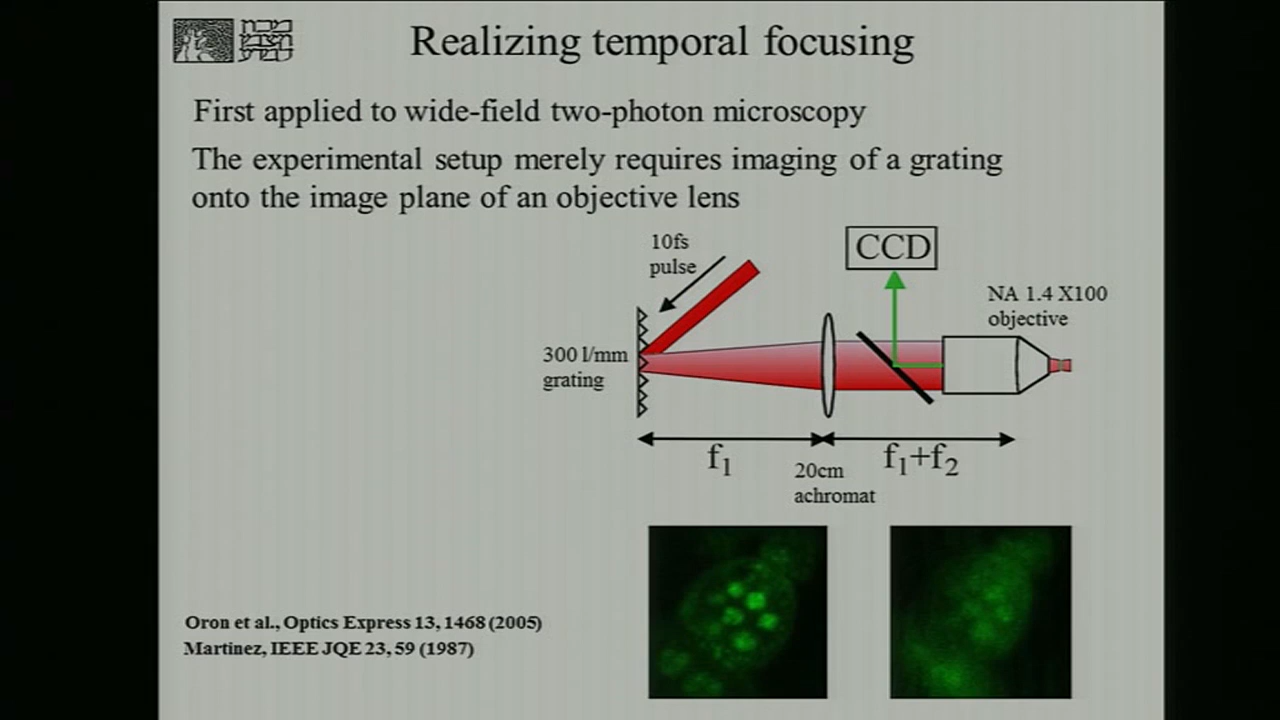 Realizing temporal focusing
First applied to wide-field two-photon microscopy
The experimental setup merely requires imaging of a grating
onto the image plane of an objective lens
10fs
pulse
CCD
NA 1.4 X100
objective
300 l/mm
grating
f₁
f₁+f₂
20cm
achromat
Oron et al., Optics Express 13, 1468 (2005)
Martinez, IEEE JQE 23, 59 (1987)